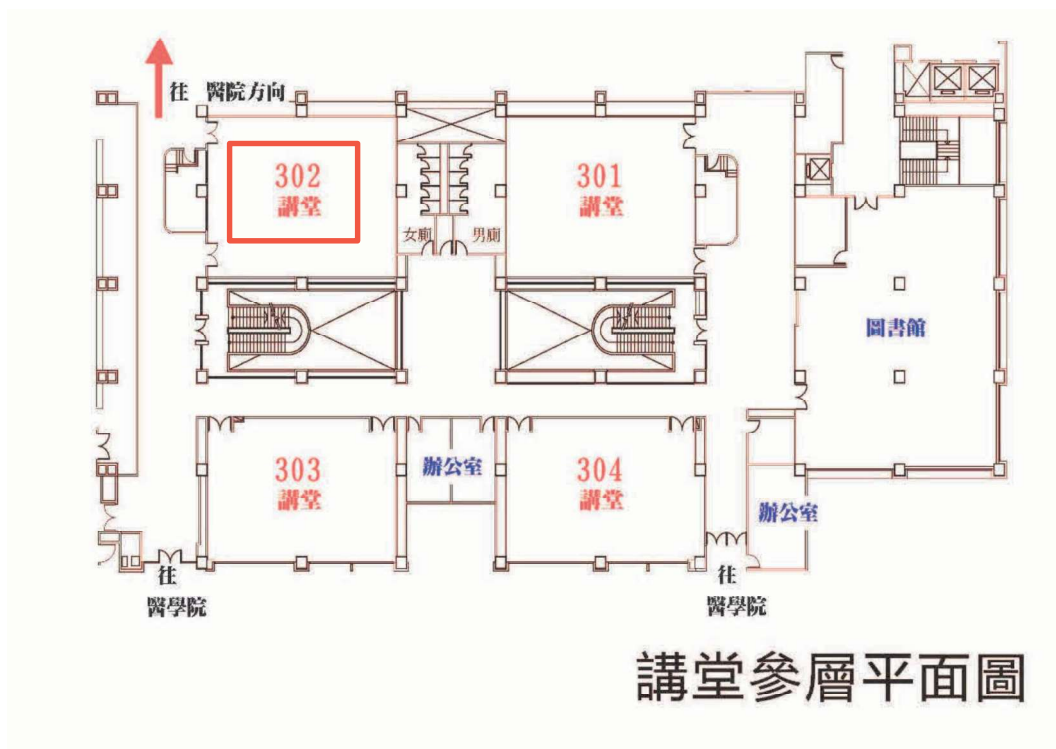 往 醫院方向
302
講堂
301
講堂
女廁
男廁
圖書館
303
講堂
辦公室
304
講堂
辦公室
往
醫學院
往
醫學院
講堂參層平面圖